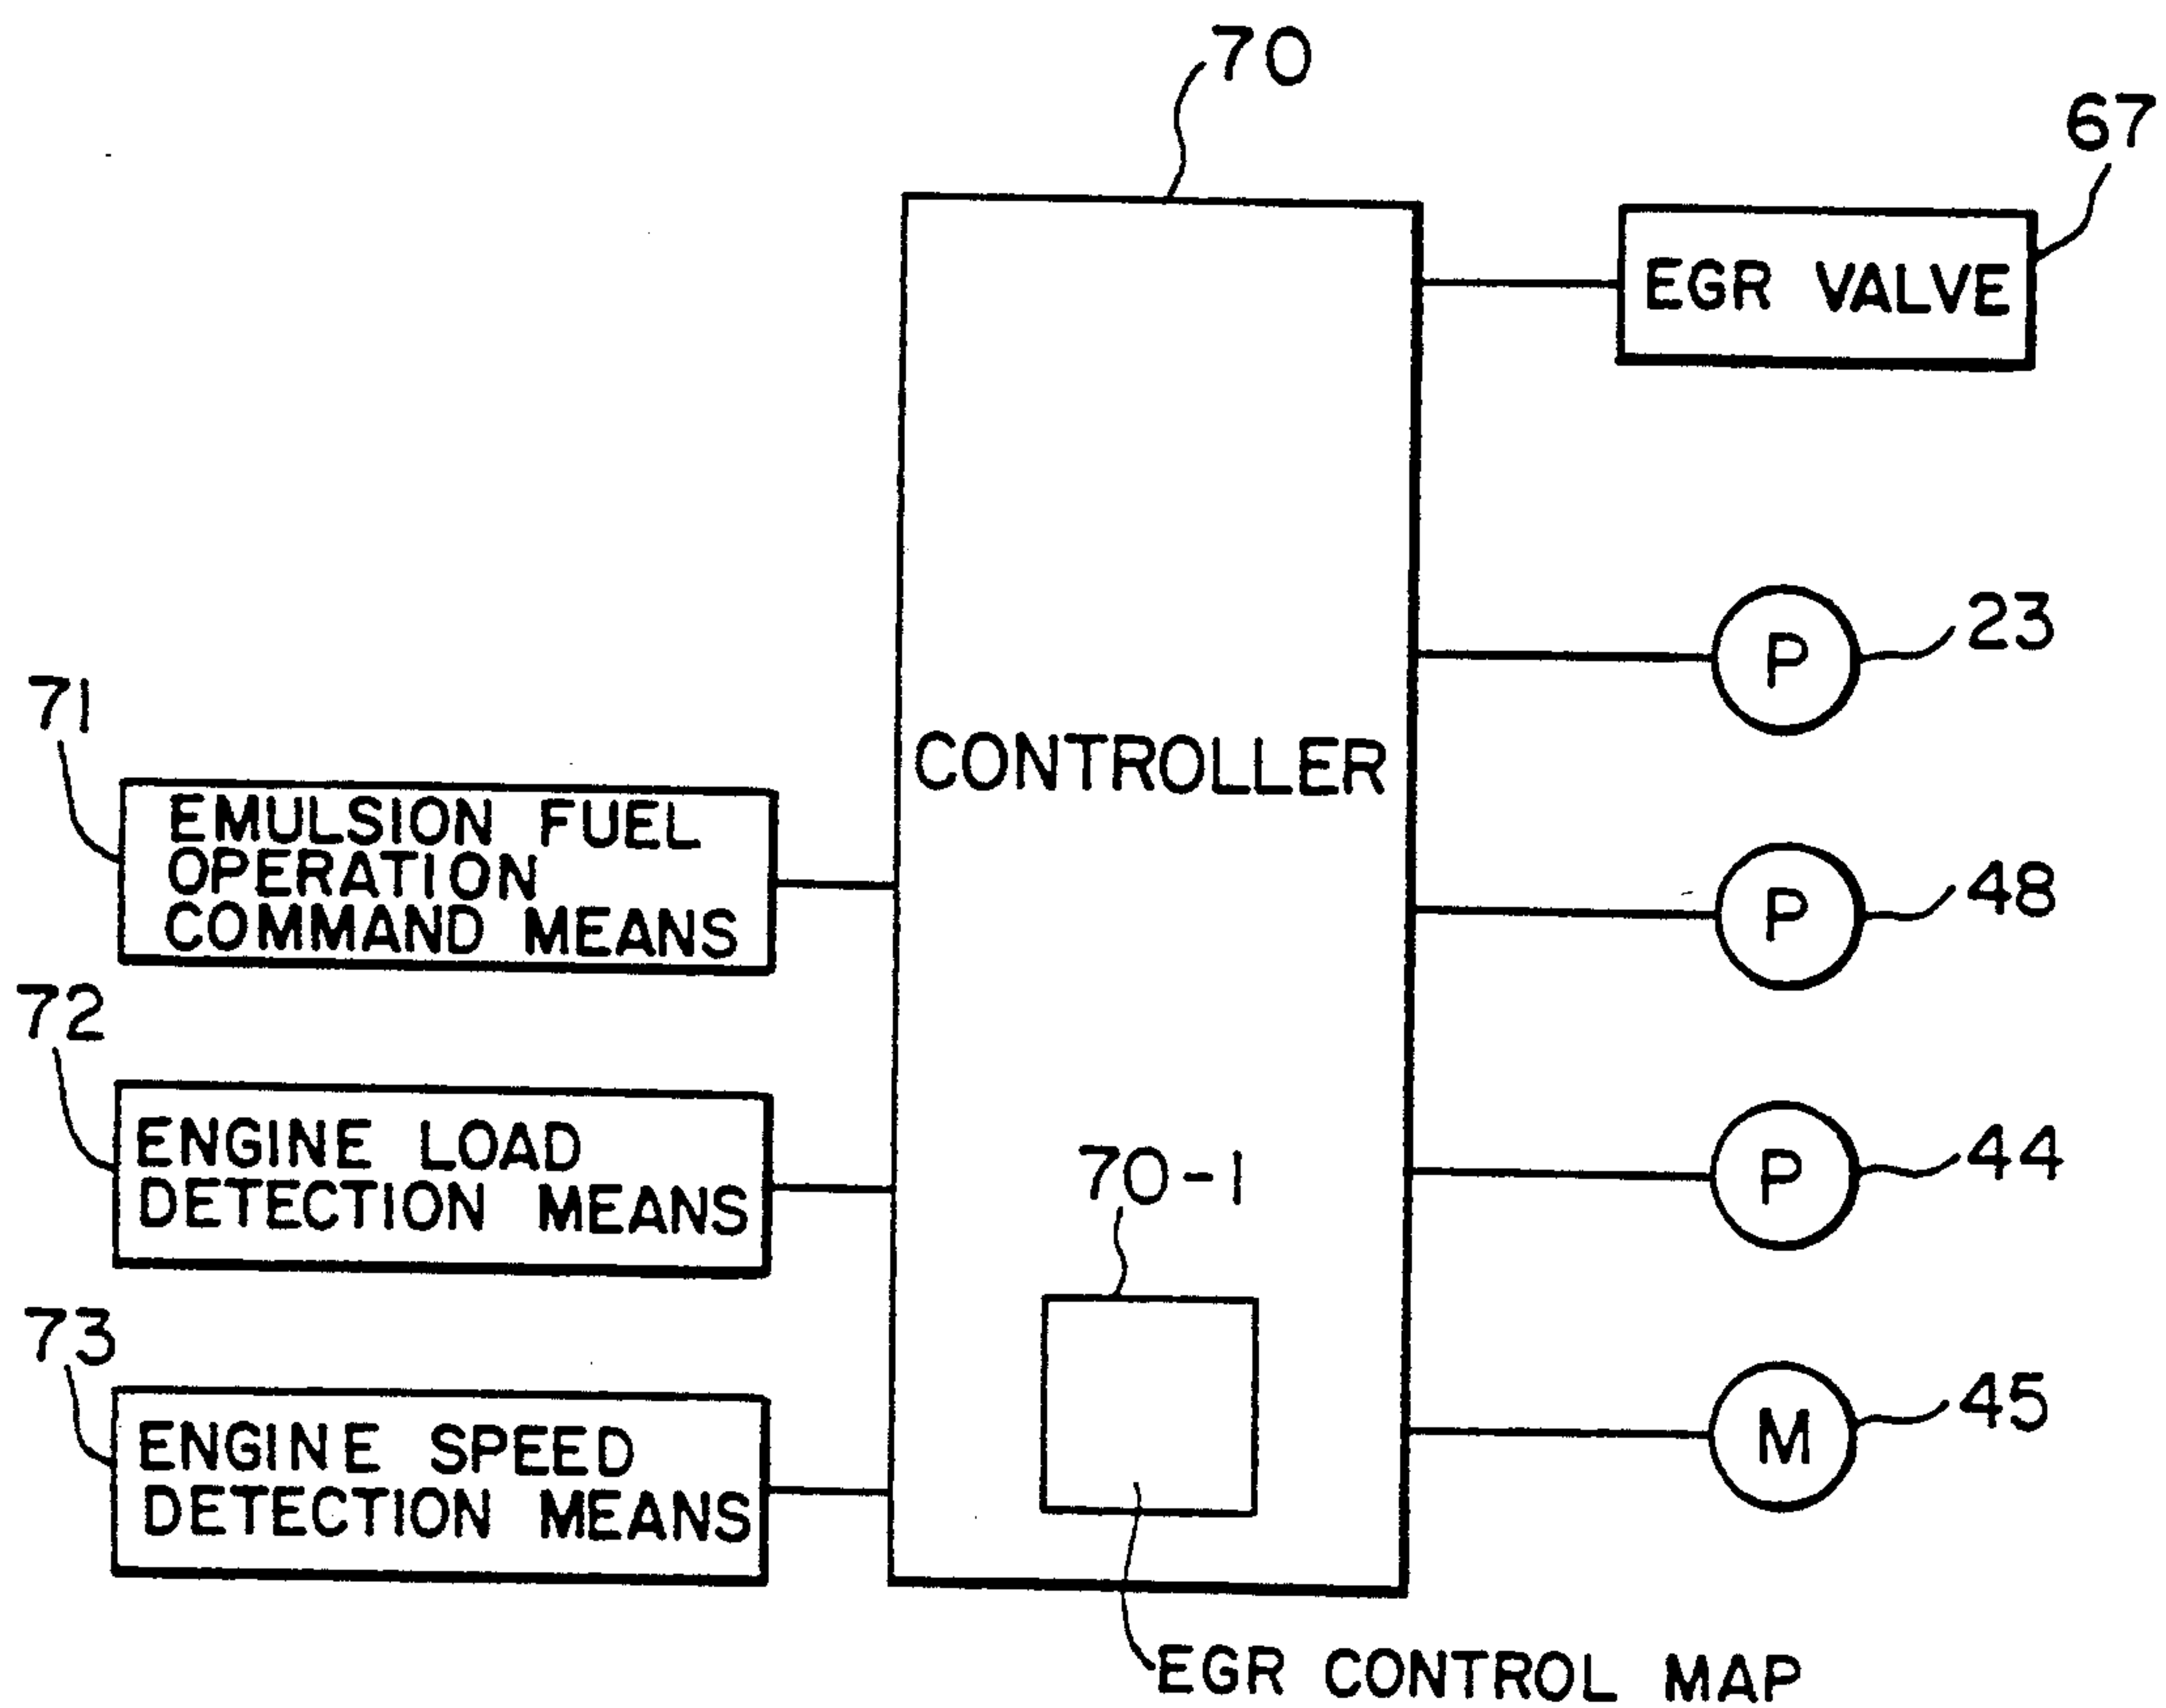 70
67
EGR VALVE
P
23
71
CONTROLLER
EMULSION FUEL
OPERATION
COMMAND MEANS
P
48
72
ENGINE LOAD
DETECTION MEANS
70-1
P
44
73
ENGINE SPEED
DETECTION MEANS
M
45
EGR CONTROL MAP